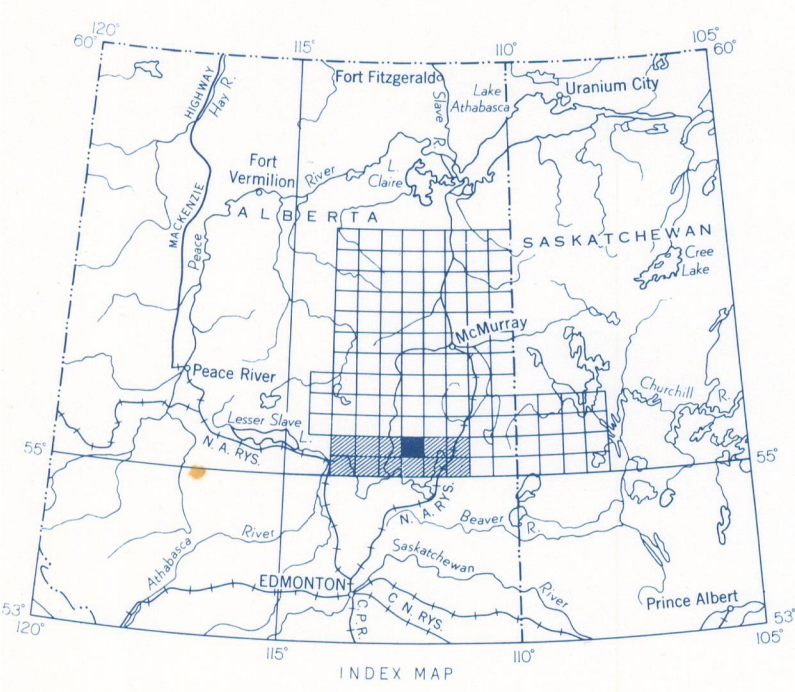 120°
60°
115°
110°
105°
60°
HIGHWAY
Hay R.
Fort Fitzgerald
Slave R.
Lake
Athabasca
Uranium City
Fort
Vermilion
River
L.
Claire
MACKENZIE
Peace
ALBERTA
SASKATCHEWAN
Cree
Lake
McMurray
Peace River
Churchill R.
Lesser Slave L.
N. A. RYS.
55°
55°
N. A. RYS.
Beaver R.
Athabasca River
Saskatchewan River
EDMONTON
C. N. RYS.
C.P.R.
Prince Albert
53°
120°
115°
110°
53°
105°
INDEX MAP